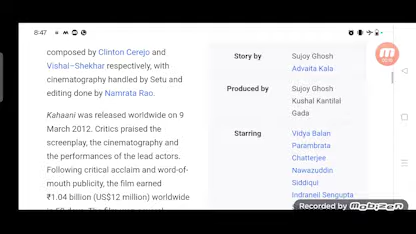 8:47
composed by Clinton Cerejo and
Vishal–Shekhar respectively, with
cinematography handled by Setu and
editing done by Namrata Rao.
Kahaani was released worldwide on 9
March 2012. Critics praised the
screenplay, the cinematography and
the performances of the lead actors.
Following critical acclaim and word-of-
mouth publicity, the film earned
₹1.04 billion (US$12 million) worldwide
Story by
Sujoy Ghosh
Advaita Kala
Produced by
Sujoy Ghosh
Kushal Kantilal
Gada
Starring
Vidya Balan
Parambrata
Chatterjee
Nawazuddin
Siddiqui
Indraneil Sengupta
Recorded by
Mobizen